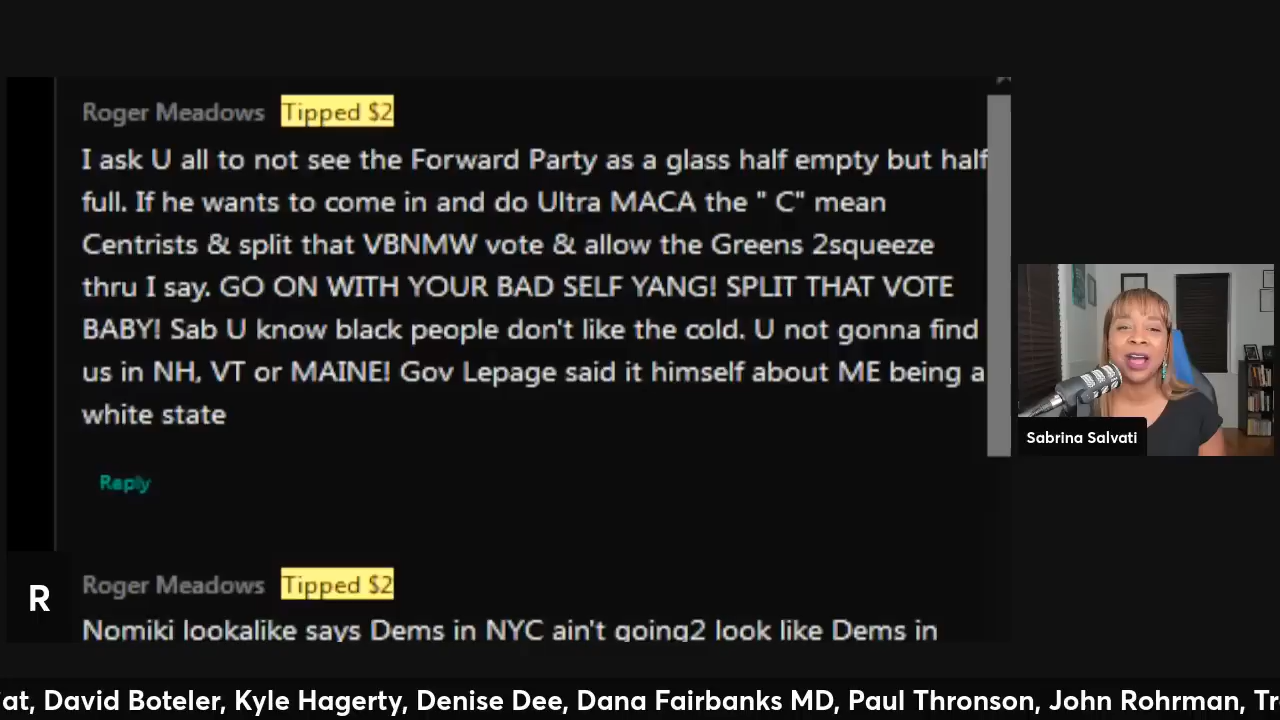 Roger Meadows Tipped $2
I ask U all to not see the Forward Party as a glass half empty but half
full. If he wants to come in and do Ultra MACA the " C" mean
Centrists & split that VBNMW vote & allow the Greens 2squeeze
thru I say. GO ON WITH YOUR BAD SELF YANG! SPLIT THAT VOTE
BABY! Sab U know black people don't like the cold. U not gonna find
us in NH, VT or MAINE! Gov Lepage said it himself about ME being a
white state
Reply
Sabrina Salvati
R
Roger Meadows Tipped $2
Nomiki lookalike says Dems in NYC ain't going2 look like Dems in
at, David Boteler, Kyle Hagerty, Denise Dee, Dana Fairbanks MD, Paul Thronson, John Rohrman, Tr